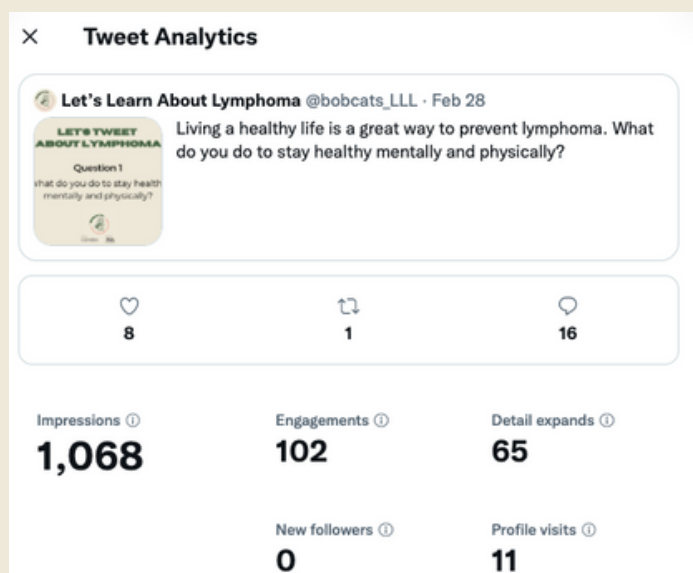 Tweet Analytics
Let's Learn About Lymphoma @bobcats_LLL · Feb 28
Living a healthy life is a great way to prevent lymphoma. What
do you do to stay healthy mentally and physically?
LET'S TWEET
ABOUT LYMPHOMA
Question 1
hat do you do to stay health
mentally and physically?
8
1
16
Impressions
1,068
Engagements
102
Detail expands
65
New followers
0
Profile visits
11